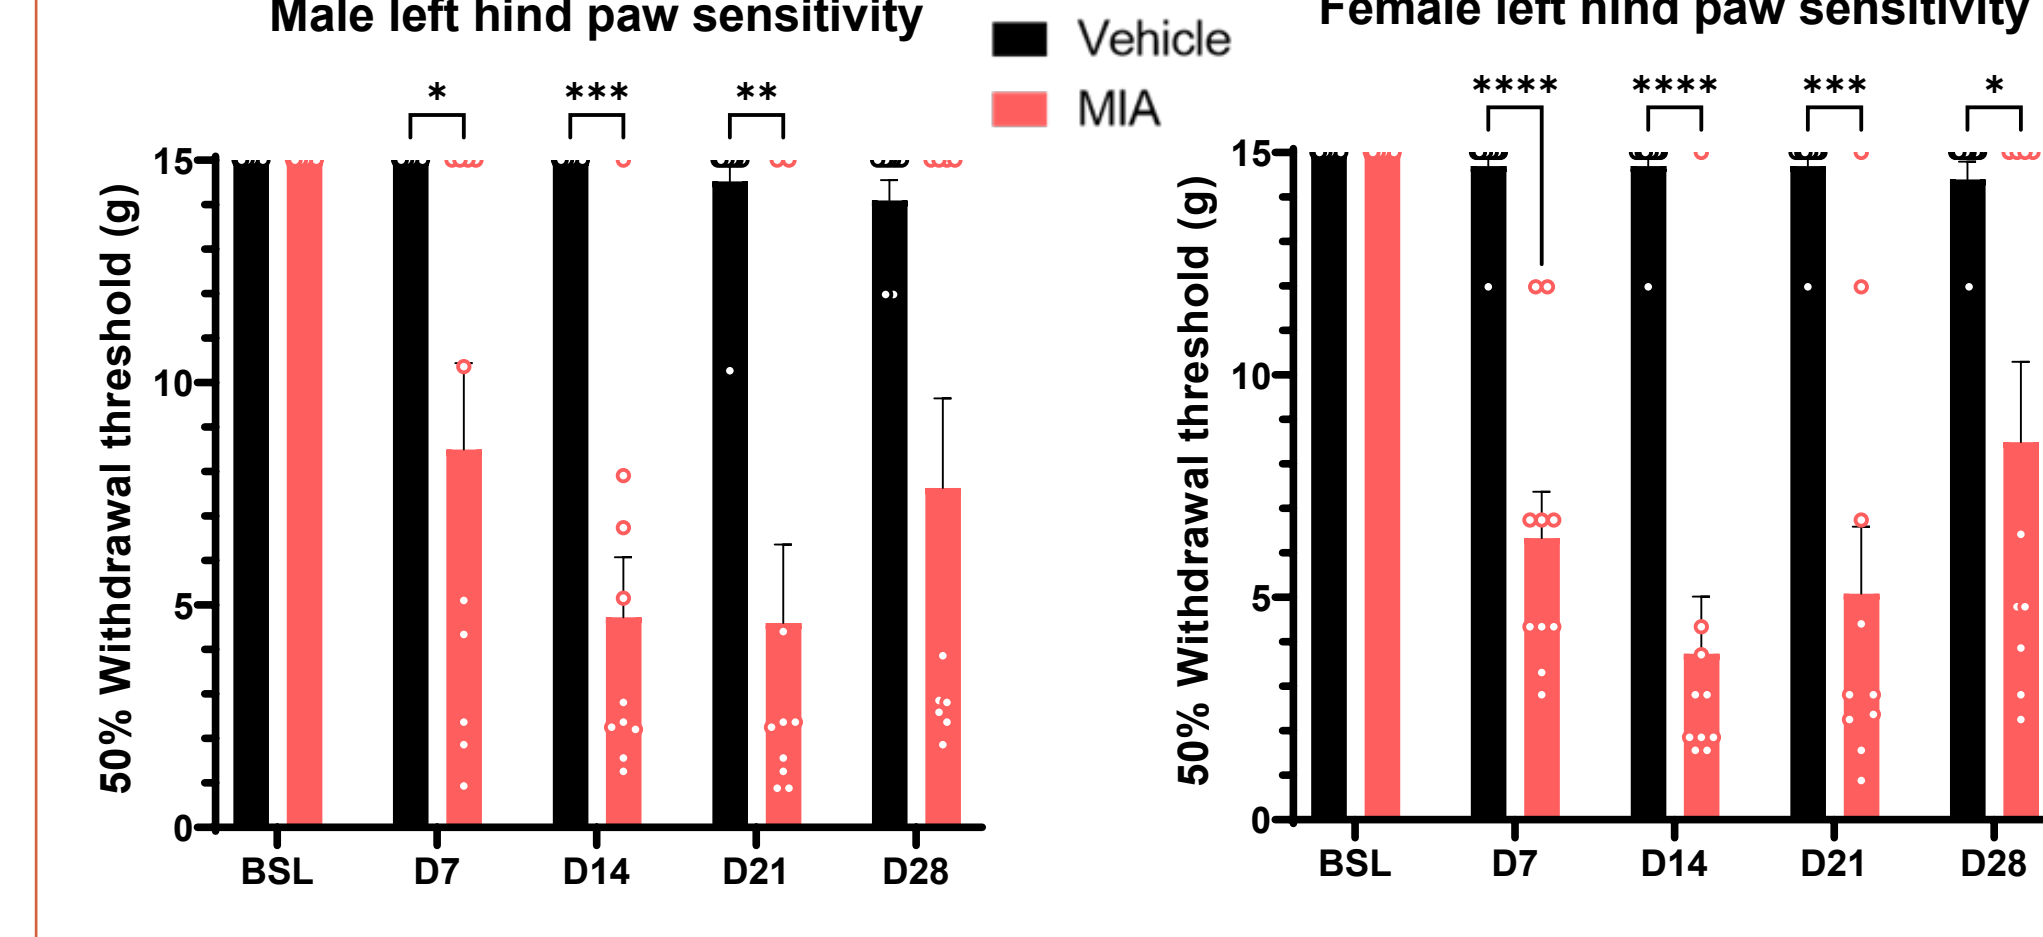 Male left hind paw sensitivity
Vehicle
MIA
Female left hind paw sensitivity
* *** **
15
10
5
0
50% Withdrawal threshold (g)
BSL D7 D14 D21 D28
**** **** *** *
15
10
5
0
50% Withdrawal threshold (g)
BSL D7 D14 D21 D28